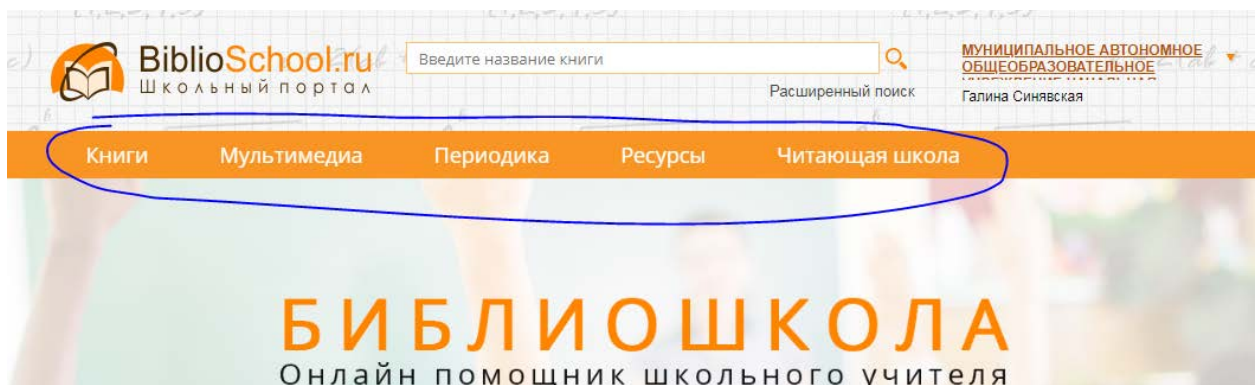 BiblioSchool.ru
Школьный портал
Введите название книги
Расширенный поиск
МУНИЦИПАЛЬНОЕ АВТОНОМНОЕ
ОБЩЕОБРАЗОВАТЕЛЬНОЕ
Галина Синявская
Книги Мультимедиа Периодика Ресурсы Читающая школа
БИБЛИОШКОЛА
Онлайн помощник школьного учителя